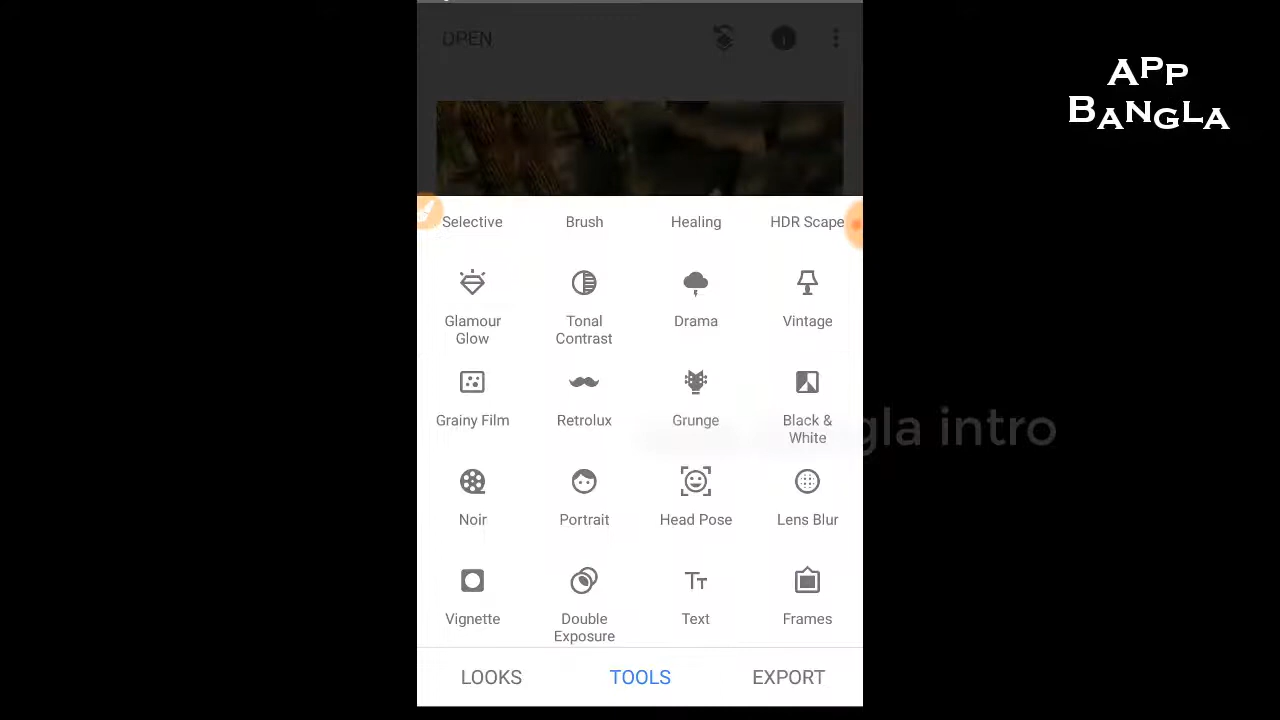 OPEN
APP
BANGLA
Selective Brush Healing HDR Scape
Glamour Glow Tonal Contrast Drama Vintage
Grainy Film Retrolux Grunge Black & White
gla intro
Noir Portrait Head Pose Lens Blur
Vignette Double Exposure Text Frames
LOOKS TOOLS EXPORT